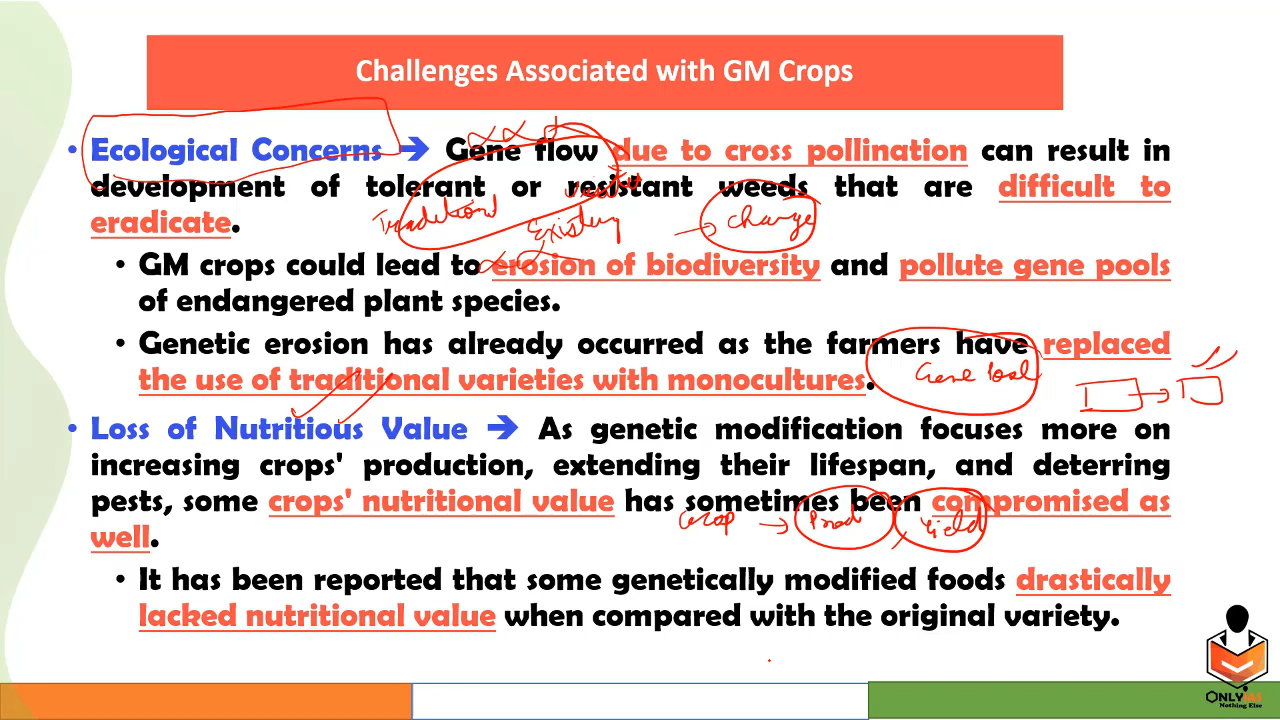 Challenges Associated with GM Crops
• Ecological Concerns → Gene flow due to cross pollination can result in
development of tolerant or resistant weeds that are difficult to
eradicate.
Traditional
Existing
→ Change
• GM crops could lead to erosion of biodiversity and pollute gene pools
of endangered plant species.
• Genetic erosion has already occurred as the farmers have replaced
the use of traditional varieties with monocultures.
Gene Pool
• Loss of Nutritious Value → As genetic modification focuses more on
increasing crops' production, extending their lifespan, and deterring
pests, some crops' nutritional value has sometimes been compromised as
well.
Crop → Prod, Yield
• It has been reported that some genetically modified foods drastically
lacked nutritional value when compared with the original variety.
ONLYIAS
Nothing Else